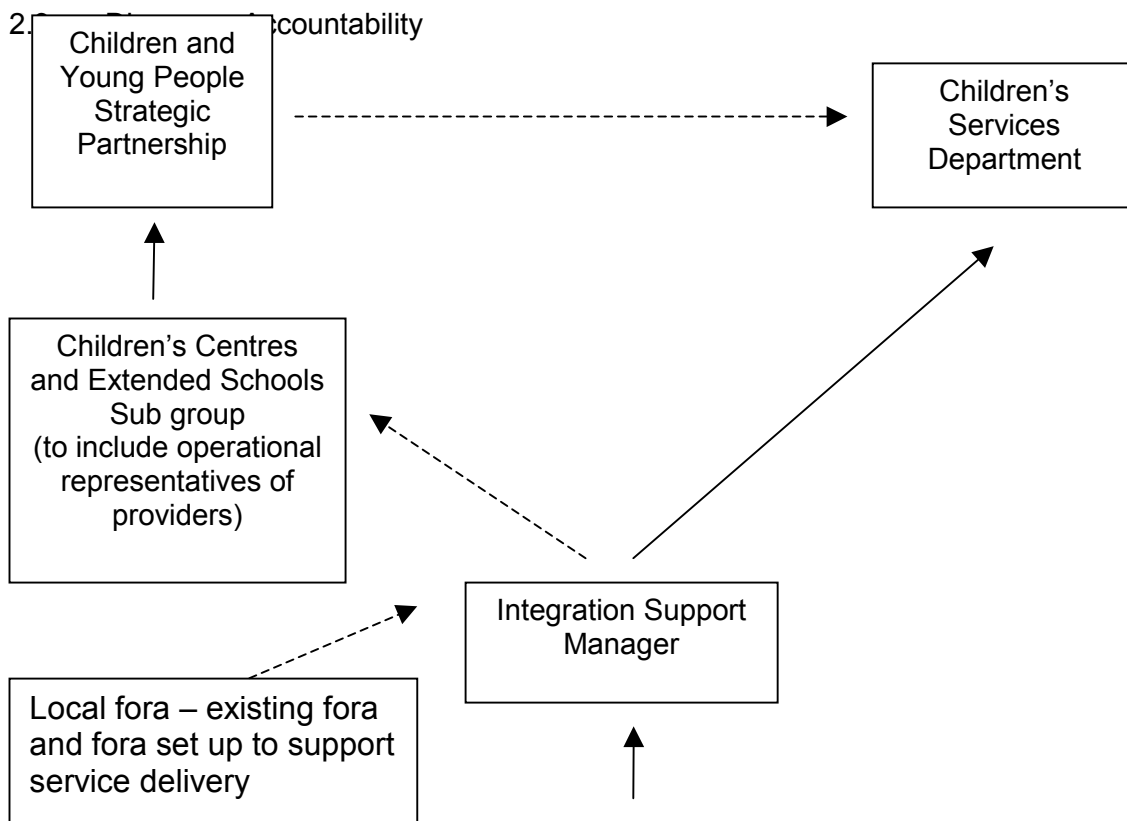 2. Accountability
Children and
Young People
Strategic
Partnership
Children’s
Services
Department
Children’s Centres
and Extended Schools
Sub group
(to include operational
representatives of
providers)
Integration Support
Manager
Local fora – existing fora
and fora set up to support
service delivery